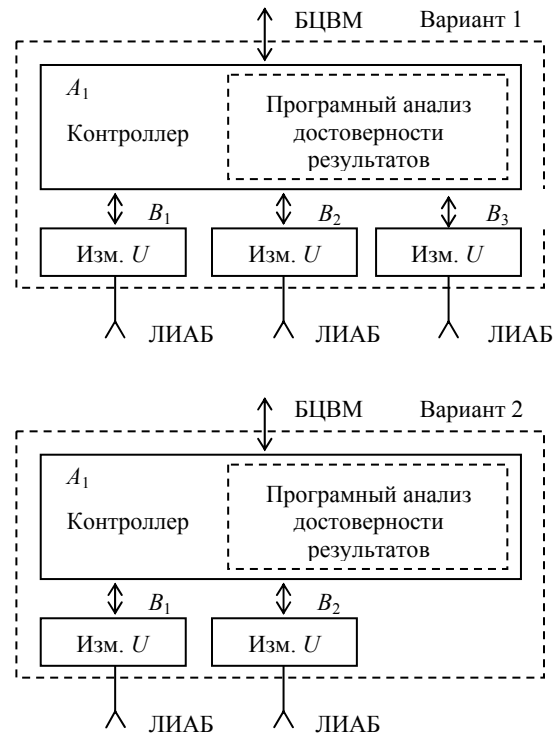 БЦВМ Вариант 1
A1
Контроллер
Програмный анализ
достоверности
результатов
B1 B2 B3
Изм. U Изм. U Изм. U
ЛИАБ ЛИАБ ЛИАБ
БЦВМ Вариант 2
A1
Контроллер
Програмный анализ
достоверности
результатов
B1 B2
Изм. U Изм. U
ЛИАБ ЛИАБ